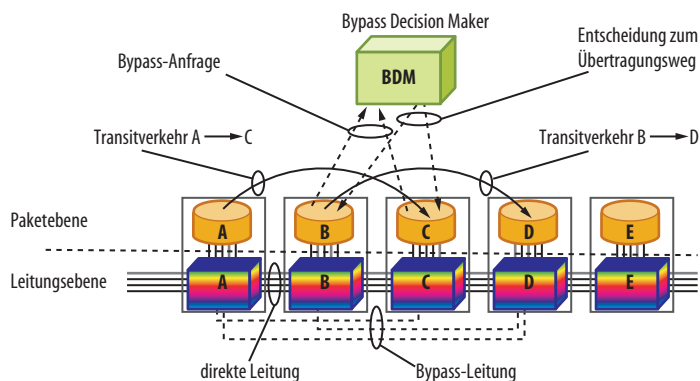 Bypass Decision Maker
Entscheidung zum
Übertragungsweg
Bypass-Anfrage
BDM
Transitverkehr A → C
Transitverkehr B → D
Paketebene
A B C D E
Leitungsebene
A B C D E
direkte Leitung
Bypass-Leitung